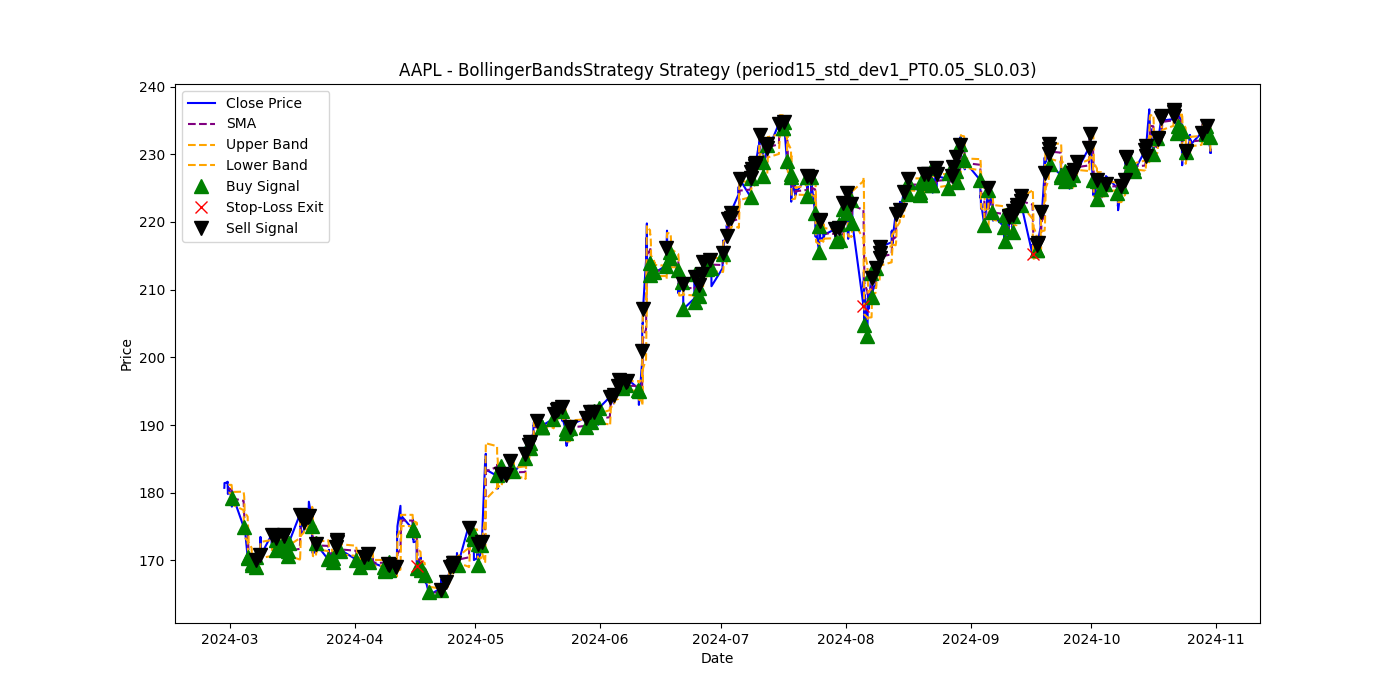 AAPL - BollingerBandsStrategy Strategy (period15_std_dev1_PT0.05_SL0.03)
Close Price
SMA
Upper Band
Lower Band
Buy Signal
Stop-Loss Exit
Sell Signal
240
230
220
210
200
190
180
170
Price
2024-03
2024-04
2024-05
2024-06
2024-07
2024-08
2024-09
2024-10
2024-11
Date